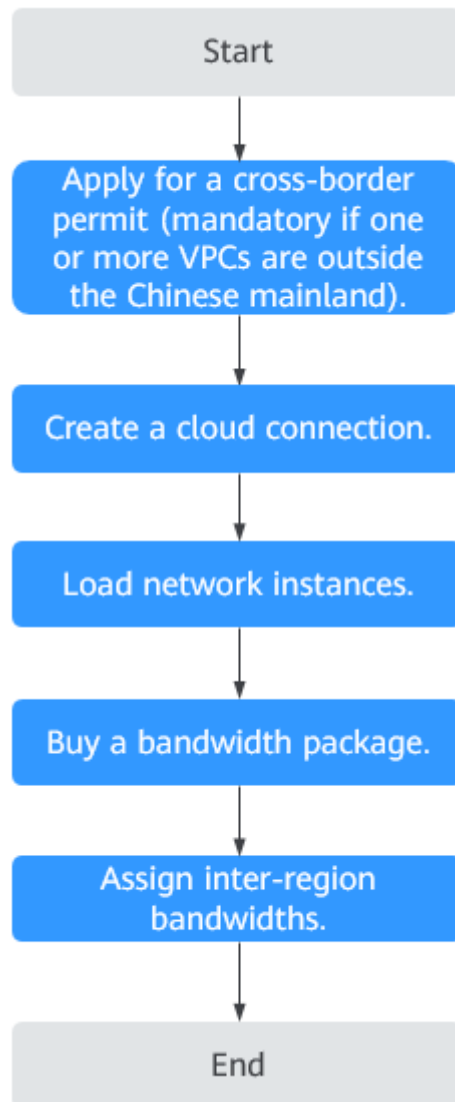 Start
Apply for a cross-border
permit (mandatory if one
or more VPCs are outside
the Chinese mainland).
Create a cloud connection.
Load network instances.
Buy a bandwidth package.
Assign inter-region
bandwidths.
End